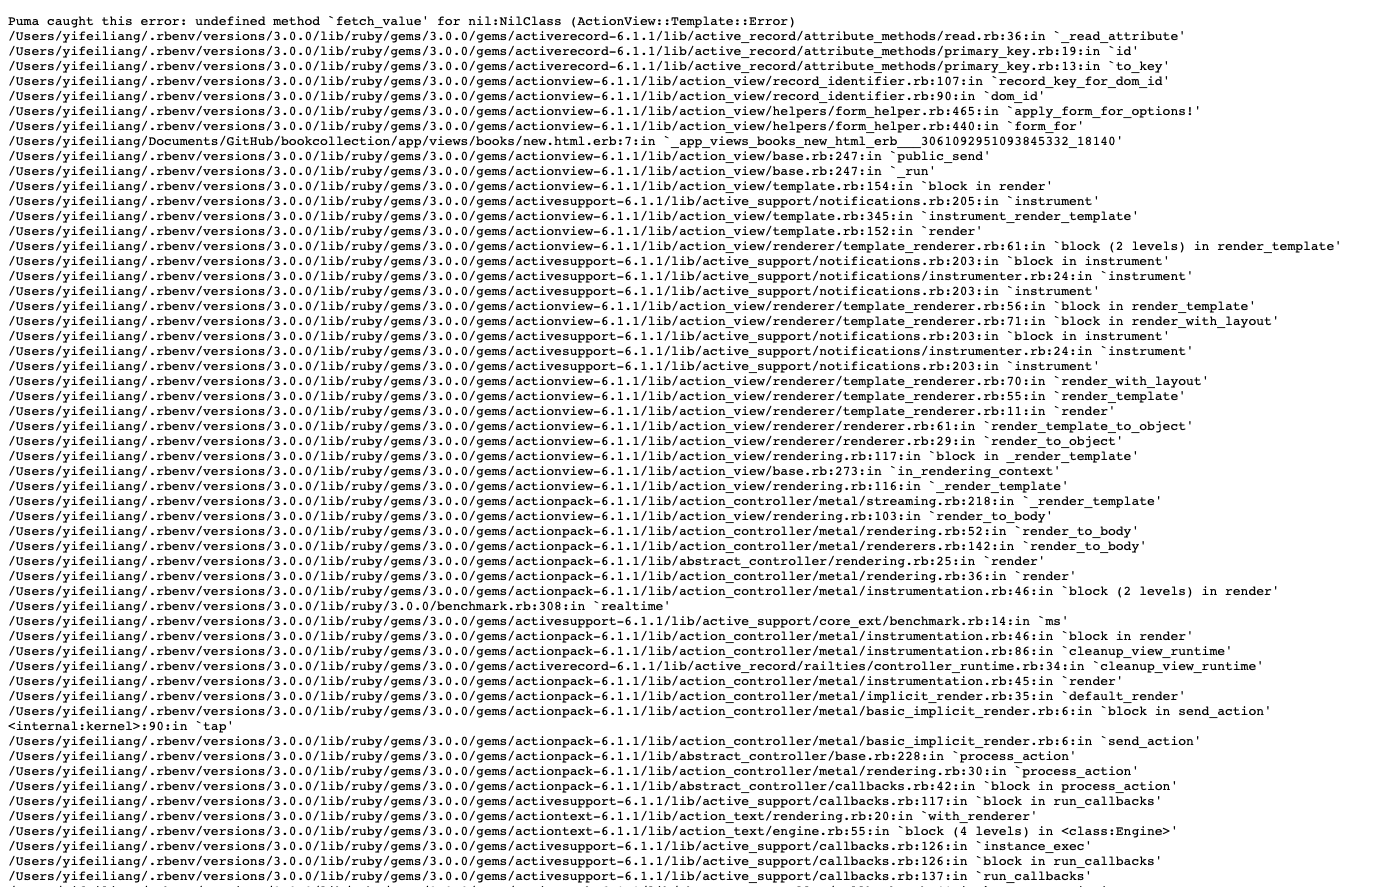 Puma caught this error: undefined method `fetch_value' for nil:NilClass (ActionView::Template::Error)
/Users/yifeiliang/.rbenv/versions/3.0.0/lib/ruby/gems/3.0.0/gems/activerecord-6.1.1/lib/active_record/attribute_methods/read.rb:36:in `_read_attribute'
/Users/yifeiliang/.rbenv/versions/3.0.0/lib/ruby/gems/3.0.0/gems/activerecord-6.1.1/lib/active_record/attribute_methods/primary_key.rb:19:in `id'
/Users/yifeiliang/.rbenv/versions/3.0.0/lib/ruby/gems/3.0.0/gems/activerecord-6.1.1/lib/active_record/attribute_methods/primary_key.rb:13:in `to_key'
/Users/yifeiliang/.rbenv/versions/3.0.0/lib/ruby/gems/3.0.0/gems/actionview-6.1.1/lib/action_view/record_identifier.rb:107:in `record_key_for_dom_id'
/Users/yifeiliang/.rbenv/versions/3.0.0/lib/ruby/gems/3.0.0/gems/actionview-6.1.1/lib/action_view/record_identifier.rb:90:in `dom_id'
/Users/yifeiliang/.rbenv/versions/3.0.0/lib/ruby/gems/3.0.0/gems/actionview-6.1.1/lib/action_view/helpers/form_helper.rb:465:in `apply_form_for_options!'
/Users/yifeiliang/.rbenv/versions/3.0.0/lib/ruby/gems/3.0.0/gems/actionview-6.1.1/lib/action_view/helpers/form_helper.rb:440:in `form_for'
/Users/yifeiliang/Documents/GitHub/bookcollection/app/views/books/new.html.erb:7:in `_app_views_books_new_html_erb___3061092951093845332_18140'
/Users/yifeiliang/.rbenv/versions/3.0.0/lib/ruby/gems/3.0.0/gems/actionview-6.1.1/lib/action_view/base.rb:247:in `public_send'
/Users/yifeiliang/.rbenv/versions/3.0.0/lib/ruby/gems/3.0.0/gems/actionview-6.1.1/lib/action_view/base.rb:247:in `_run'
/Users/yifeiliang/.rbenv/versions/3.0.0/lib/ruby/gems/3.0.0/gems/actionview-6.1.1/lib/action_view/template.rb:154:in `block in render'
/Users/yifeiliang/.rbenv/versions/3.0.0/lib/ruby/gems/3.0.0/gems/activesupport-6.1.1/lib/active_support/notifications.rb:205:in `instrument'
/Users/yifeiliang/.rbenv/versions/3.0.0/lib/ruby/gems/3.0.0/gems/actionview-6.1.1/lib/action_view/template.rb:345:in `instrument_render_template'
/Users/yifeiliang/.rbenv/versions/3.0.0/lib/ruby/gems/3.0.0/gems/actionview-6.1.1/lib/action_view/template.rb:152:in `render'
/Users/yifeiliang/.rbenv/versions/3.0.0/lib/ruby/gems/3.0.0/gems/actionview-6.1.1/lib/action_view/renderer/template_renderer.rb:61:in `block (2 levels) in render_template'
/Users/yifeiliang/.rbenv/versions/3.0.0/lib/ruby/gems/3.0.0/gems/activesupport-6.1.1/lib/active_support/notifications.rb:203:in `block in instrument'
/Users/yifeiliang/.rbenv/versions/3.0.0/lib/ruby/gems/3.0.0/gems/activesupport-6.1.1/lib/active_support/notifications/instrumenter.rb:24:in `instrument'
/Users/yifeiliang/.rbenv/versions/3.0.0/lib/ruby/gems/3.0.0/gems/activesupport-6.1.1/lib/active_support/notifications.rb:203:in `instrument'
/Users/yifeiliang/.rbenv/versions/3.0.0/lib/ruby/gems/3.0.0/gems/actionview-6.1.1/lib/action_view/renderer/template_renderer.rb:56:in `block in render_template'
/Users/yifeiliang/.rbenv/versions/3.0.0/lib/ruby/gems/3.0.0/gems/actionview-6.1.1/lib/action_view/renderer/template_renderer.rb:71:in `block in render_with_layout'
/Users/yifeiliang/.rbenv/versions/3.0.0/lib/ruby/gems/3.0.0/gems/activesupport-6.1.1/lib/active_support/notifications.rb:203:in `block in instrument'
/Users/yifeiliang/.rbenv/versions/3.0.0/lib/ruby/gems/3.0.0/gems/activesupport-6.1.1/lib/active_support/notifications/instrumenter.rb:24:in `instrument'
/Users/yifeiliang/.rbenv/versions/3.0.0/lib/ruby/gems/3.0.0/gems/activesupport-6.1.1/lib/active_support/notifications.rb:203:in `instrument'
/Users/yifeiliang/.rbenv/versions/3.0.0/lib/ruby/gems/3.0.0/gems/actionview-6.1.1/lib/action_view/renderer/template_renderer.rb:70:in `render_with_layout'
/Users/yifeiliang/.rbenv/versions/3.0.0/lib/ruby/gems/3.0.0/gems/actionview-6.1.1/lib/action_view/renderer/template_renderer.rb:55:in `render_template'
/Users/yifeiliang/.rbenv/versions/3.0.0/lib/ruby/gems/3.0.0/gems/actionview-6.1.1/lib/action_view/renderer/template_renderer.rb:11:in `render'
/Users/yifeiliang/.rbenv/versions/3.0.0/lib/ruby/gems/3.0.0/gems/actionview-6.1.1/lib/action_view/renderer/renderer.rb:61:in `render_template_to_object'
/Users/yifeiliang/.rbenv/versions/3.0.0/lib/ruby/gems/3.0.0/gems/actionview-6.1.1/lib/action_view/renderer/renderer.rb:29:in `render_to_object'
/Users/yifeiliang/.rbenv/versions/3.0.0/lib/ruby/gems/3.0.0/gems/actionview-6.1.1/lib/action_view/rendering.rb:117:in `block in _render_template'
/Users/yifeiliang/.rbenv/versions/3.0.0/lib/ruby/gems/3.0.0/gems/actionview-6.1.1/lib/action_view/base.rb:273:in `in_rendering_context'
/Users/yifeiliang/.rbenv/versions/3.0.0/lib/ruby/gems/3.0.0/gems/actionview-6.1.1/lib/action_view/rendering.rb:116:in `_render_template'
/Users/yifeiliang/.rbenv/versions/3.0.0/lib/ruby/gems/3.0.0/gems/actionpack-6.1.1/lib/action_controller/metal/streaming.rb:218:in `_render_template'
/Users/yifeiliang/.rbenv/versions/3.0.0/lib/ruby/gems/3.0.0/gems/actionview-6.1.1/lib/action_view/rendering.rb:103:in `render_to_body'
/Users/yifeiliang/.rbenv/versions/3.0.0/lib/ruby/gems/3.0.0/gems/actionpack-6.1.1/lib/action_controller/metal/rendering.rb:52:in `render_to_body'
/Users/yifeiliang/.rbenv/versions/3.0.0/lib/ruby/gems/3.0.0/gems/actionpack-6.1.1/lib/action_controller/metal/renderers.rb:142:in `render_to_body'
/Users/yifeiliang/.rbenv/versions/3.0.0/lib/ruby/gems/3.0.0/gems/actionpack-6.1.1/lib/abstract_controller/rendering.rb:25:in `render'
/Users/yifeiliang/.rbenv/versions/3.0.0/lib/ruby/gems/3.0.0/gems/actionpack-6.1.1/lib/action_controller/metal/rendering.rb:36:in `render'
/Users/yifeiliang/.rbenv/versions/3.0.0/lib/ruby/gems/3.0.0/gems/actionpack-6.1.1/lib/action_controller/metal/instrumentation.rb:46:in `block (2 levels) in render'
/Users/yifeiliang/.rbenv/versions/3.0.0/lib/ruby/3.0.0/benchmark.rb:308:in `realtime'
/Users/yifeiliang/.rbenv/versions/3.0.0/lib/ruby/gems/3.0.0/gems/activesupport-6.1.1/lib/active_support/core_ext/benchmark.rb:14:in `ms'
/Users/yifeiliang/.rbenv/versions/3.0.0/lib/ruby/gems/3.0.0/gems/actionpack-6.1.1/lib/action_controller/metal/instrumentation.rb:46:in `block in render'
/Users/yifeiliang/.rbenv/versions/3.0.0/lib/ruby/gems/3.0.0/gems/actionpack-6.1.1/lib/action_controller/metal/instrumentation.rb:86:in `cleanup_view_runtime'
/Users/yifeiliang/.rbenv/versions/3.0.0/lib/ruby/gems/3.0.0/gems/activerecord-6.1.1/lib/active_record/railties/controller_runtime.rb:34:in `cleanup_view_runtime'
/Users/yifeiliang/.rbenv/versions/3.0.0/lib/ruby/gems/3.0.0/gems/actionpack-6.1.1/lib/action_controller/metal/instrumentation.rb:45:in `render'
/Users/yifeiliang/.rbenv/versions/3.0.0/lib/ruby/gems/3.0.0/gems/actionpack-6.1.1/lib/action_controller/metal/implicit_render.rb:35:in `default_render'
/Users/yifeiliang/.rbenv/versions/3.0.0/lib/ruby/gems/3.0.0/gems/actionpack-6.1.1/lib/action_controller/metal/basic_implicit_render.rb:6:in `block in send_action'
<internal:kernel>:90:in `tap'
/Users/yifeiliang/.rbenv/versions/3.0.0/lib/ruby/gems/3.0.0/gems/actionpack-6.1.1/lib/action_controller/metal/basic_implicit_render.rb:6:in `send_action'
/Users/yifeiliang/.rbenv/versions/3.0.0/lib/ruby/gems/3.0.0/gems/actionpack-6.1.1/lib/abstract_controller/base.rb:228:in `process_action'
/Users/yifeiliang/.rbenv/versions/3.0.0/lib/ruby/gems/3.0.0/gems/actionpack-6.1.1/lib/action_controller/metal/rendering.rb:30:in `process_action'
/Users/yifeiliang/.rbenv/versions/3.0.0/lib/ruby/gems/3.0.0/gems/actionpack-6.1.1/lib/abstract_controller/callbacks.rb:42:in `block in process_action'
/Users/yifeiliang/.rbenv/versions/3.0.0/lib/ruby/gems/3.0.0/gems/activesupport-6.1.1/lib/active_support/callbacks.rb:117:in `block in run_callbacks'
/Users/yifeiliang/.rbenv/versions/3.0.0/lib/ruby/gems/3.0.0/gems/actiontext-6.1.1/lib/action_text/rendering.rb:20:in `with_renderer'
/Users/yifeiliang/.rbenv/versions/3.0.0/lib/ruby/gems/3.0.0/gems/actiontext-6.1.1/lib/action_text/engine.rb:55:in `block (4 levels) in <class:Engine>'
/Users/yifeiliang/.rbenv/versions/3.0.0/lib/ruby/gems/3.0.0/gems/activesupport-6.1.1/lib/active_support/callbacks.rb:126:in `instance_exec'
/Users/yifeiliang/.rbenv/versions/3.0.0/lib/ruby/gems/3.0.0/gems/activesupport-6.1.1/lib/active_support/callbacks.rb:126:in `block in run_callbacks'
/Users/yifeiliang/.rbenv/versions/3.0.0/lib/ruby/gems/3.0.0/gems/activesupport-6.1.1/lib/active_support/callbacks.rb:137:in `run_callbacks'